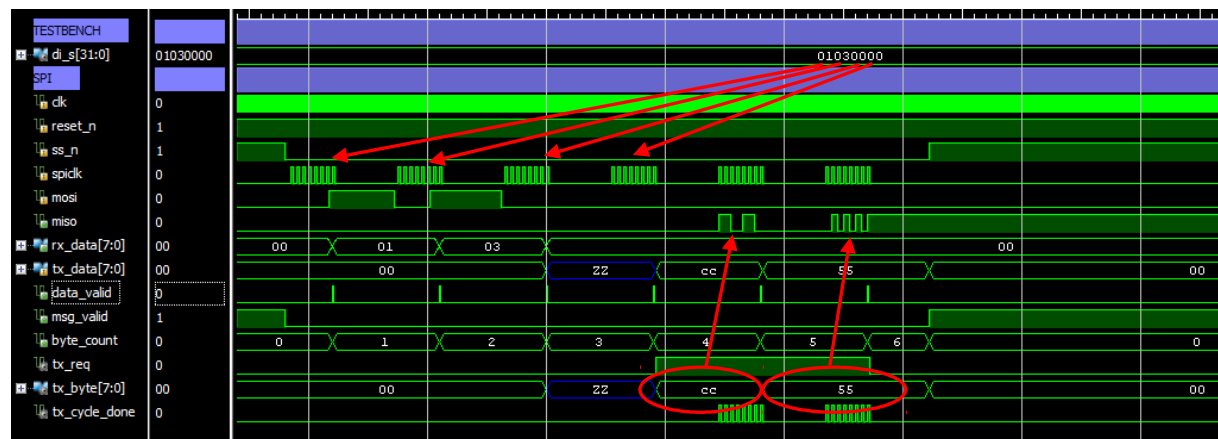 TESTBENCH
di_s[31:0] 01030000 01030000
SPI
clk 0
reset_n 1
ss_n 1
spiclk 0
mosi 0
miso 0
rx_data[7:0] 00 00 01 03 00
tx_data[7:0] 00 00 ZZ cc 55 00
data_valid 0
msg_valid 1
byte_count 0 0 1 2 3 4 5 6 0
tx_req 0
tx_byte[7:0] 00 00 ZZ cc 55 00
tx_cycle_done 0